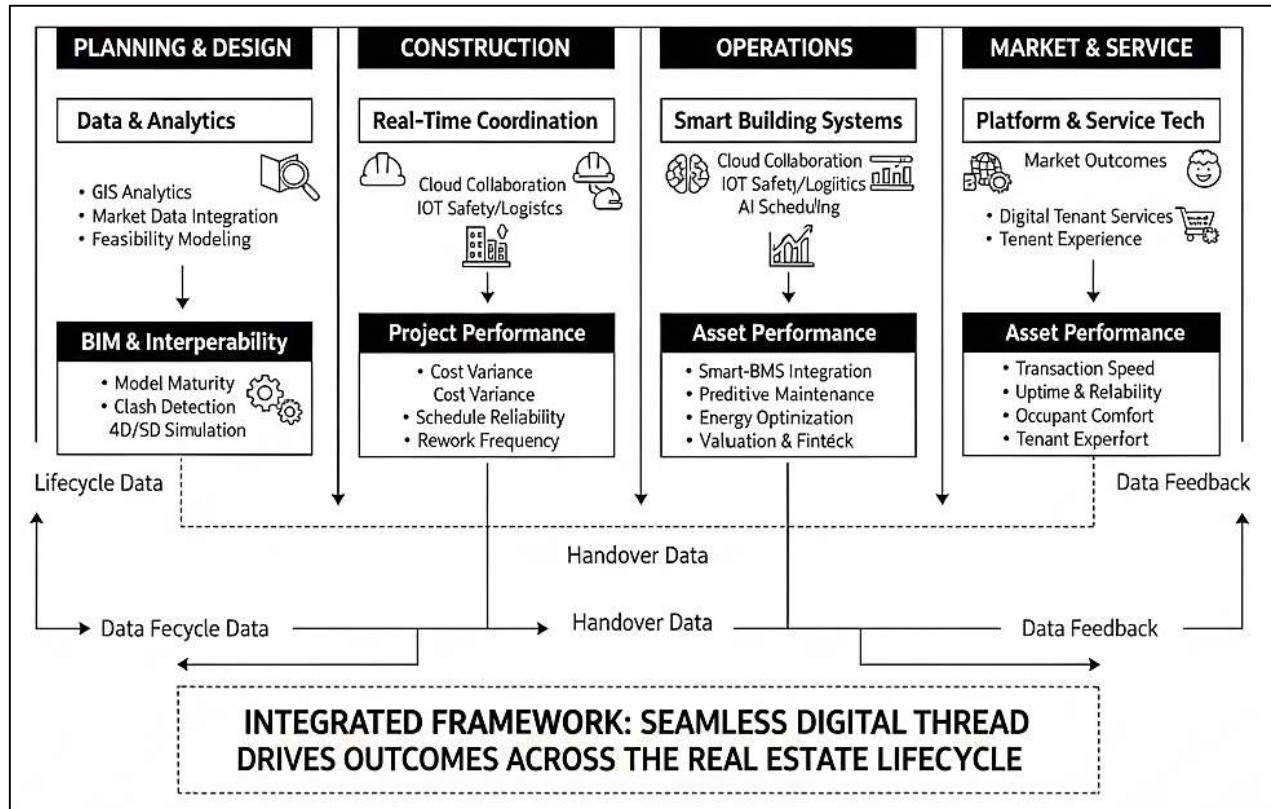 PLANNING & DESIGN
Data & Analytics
• GIS Analytics
• Market Data Integration
• Feasibility Modeling
BIM & Interperability
• Model Maturity
• Clash Detection
4D/SD Simulation
CONSTRUCTION
Real-Time Coordination
Cloud Collaboration
IOT Safety/Logistcs
Project Performance
• Cost Variance
Cost Variance
• Schedule Reliability
• Rework Frequency
OPERATIONS
Smart Building Systems
Cloud Collaboration
IOT Safety/Logiitics
AI Scheduling
Asset Performance
• Smart-BMS Integration
• Preditive Maintenance
• Energy Optinization
• Valuation & Fintéck
MARKET & SERVICE
Platform & Service Tech
Market Outcomes
• Digital Tenant Services
• Tenent Experience
Asset Performance
• Transaction Speed
• Uptime & Relability
• Occupant Comfort
• Tenant Experfort
Lifecycle Data
Data Feedback
Handover Data
Data Fecycle Data
Handover Data
Data Feedback
INTEGRATED FRAMEWORK: SEAMLESS DIGITAL THREAD
DRIVES OUTCOMES ACROSS THE REAL ESTATE LIFECYCLE